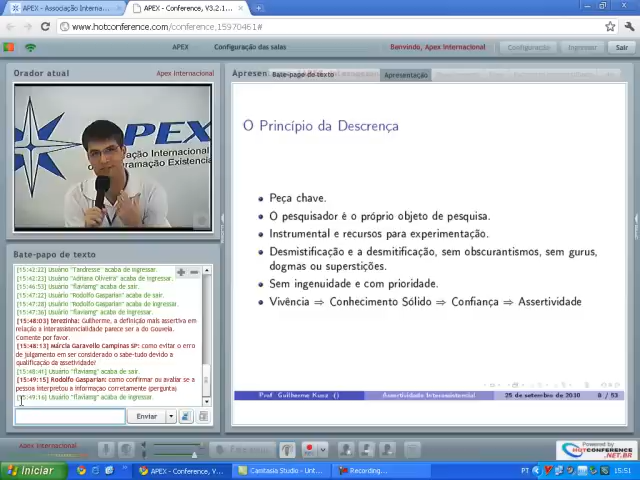 APEX - Associação Interna
APEX - Conference, V3.2.1
www.hotconference.com/conference,15970461#
APEX
Configuração das salas
Benvindo, Apex Internacional
Configuração
Ingressar
Sair
Orador atual
Apex Internacional
APEX
Bate-papo de texto
[15:42:22] Usuário "Tandresse" acaba de ingressar.
[15:42:27] Usuário "Adriana Oliveira" acaba de ingressar.
[15:46:53] Usuário "flaviamg" acaba de sair.
[15:47:22] Usuário "Rodolfo Gasparian" acaba de sair.
[15:47:28] Usuário "Rodolfo Gasparian" acaba de ingressar.
[15:47:36] Usuário "flaviamg" acaba de sair.
[15:48:03] terezinha: Guilherme, a definição mais assertiva em
relação a interassistencialidade parece ser a do Gouveia.
Comente por favor.
[15:48:13] Márcia Garavello Campinas SP: como evitar o erro
de julgamento em ser considerado o sabe-tudo devido a
qualificação da assetividade?
[15:48:41] Usuário "flaviamg" acaba de sair.
[15:49:15] Rodolfo Gasparian: como confirmar ou avaliar se a
pessoa interpretou a informaçao corretamente (pergunta)
[15:49:16] Usuário "flaviamg" acaba de ingressar.
Enviar
Apresen
Bate-papo de texto
Apresentação
O Princípio da Descrença
Peça chave.
O pesquisador é o próprio objeto de pesquisa.
Instrumental e recursos para experimentação.
Desmistificação e a desmitificação, sem obscurantismos, sem gurus,
dogmas ou superstições.
Sem ingenuidade e com prioridade.
Vivência ⇒ Conhecimento Sólido ⇒ Confiança ⇒ Assertividade
Prof. Guilherme Kunz ()
Assertividade Interassistencial
25 de setembro de 2010
8 / 53
Apex Internacional
Powered by
HOTCONFERENCE
.NET.BR
Iniciar
APEX - Conference, V...
Camtasia Studio - Unt...
Recording...
PT
15:51